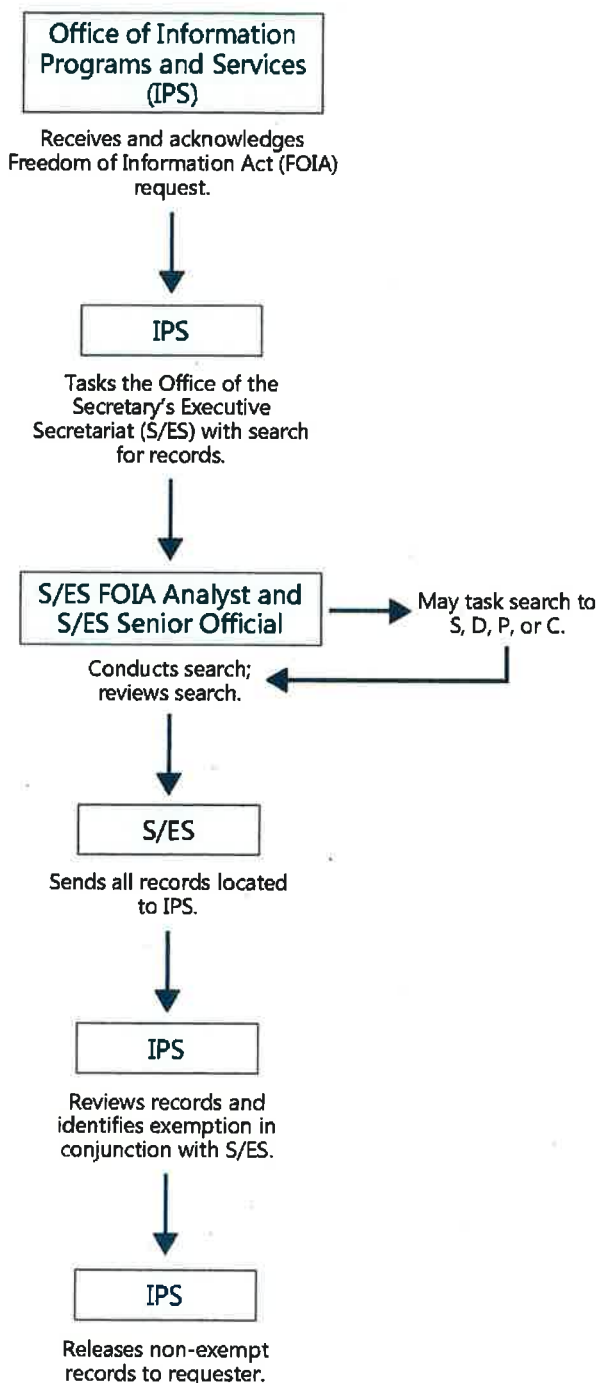 Office of Information
Programs and Services
(IPS)
Receives and acknowledges
Freedom of Information Act (FOIA)
request.
IPS
Tasks the Office of the
Secretary's Executive
Secretariat (S/ES) with search
for records.
S/ES FOIA Analyst and
S/ES Senior Official
May task search to
S, D, P, or C.
Conducts search;
reviews search.
S/ES
Sends all records located
to IPS.
IPS
Reviews records and
identifies exemption in
conjunction with S/ES.
IPS
Releases non-exempt
records to requester.